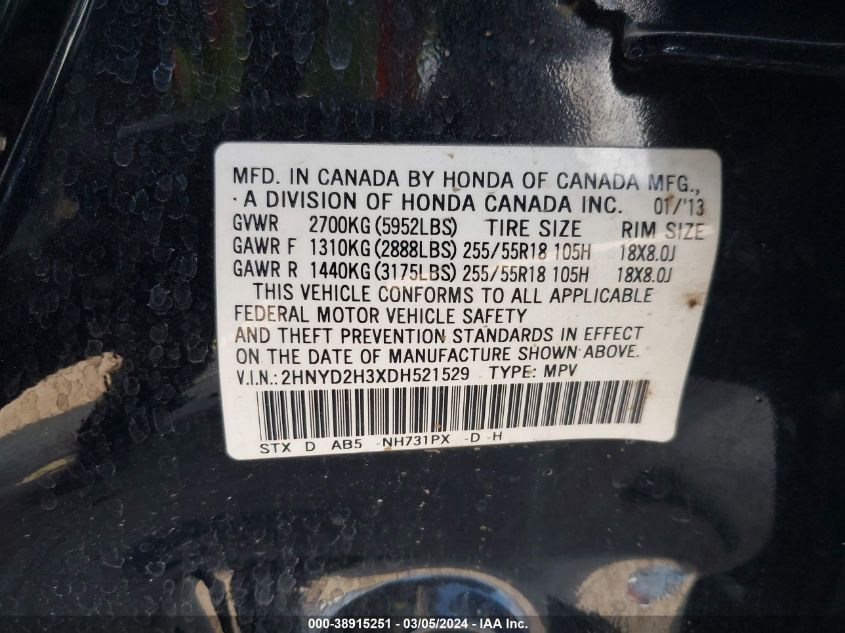 MFD. IN CANADA BY HONDA OF CANADA MFG.,
A DIVISION OF HONDA CANADA INC. 01/'13
GVWR 2700KG(5952LBS) TIRE SIZE RIM SIZE
GAWR F 1310KG(2888LBS) 255/55R18 105H 18X8.0J
GAWR R 1440KG(3175LBS) 255/55R18 105H 18X8.0J
THIS VEHICLE CONFORMS TO ALL APPLICABLE
FEDERAL MOTOR VEHICLE SAFETY
AND THEFT PREVENTION STANDARDS IN EFFECT
ON THE DATE OF MANUFACTURE SHOWN ABOVE.
V.I.N.:2HNYD2H3XDH521529 TYPE: MPV
STX D AB5 -NH731PX -D -H
000-38915251 - 03/05/2024 - IAA Inc.